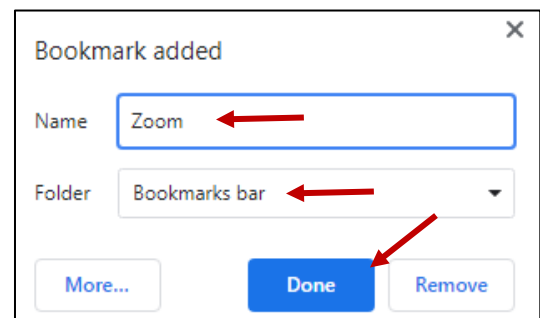 Bookmark added
Name Zoom
Folder Bookmarks bar
More... Done Remove